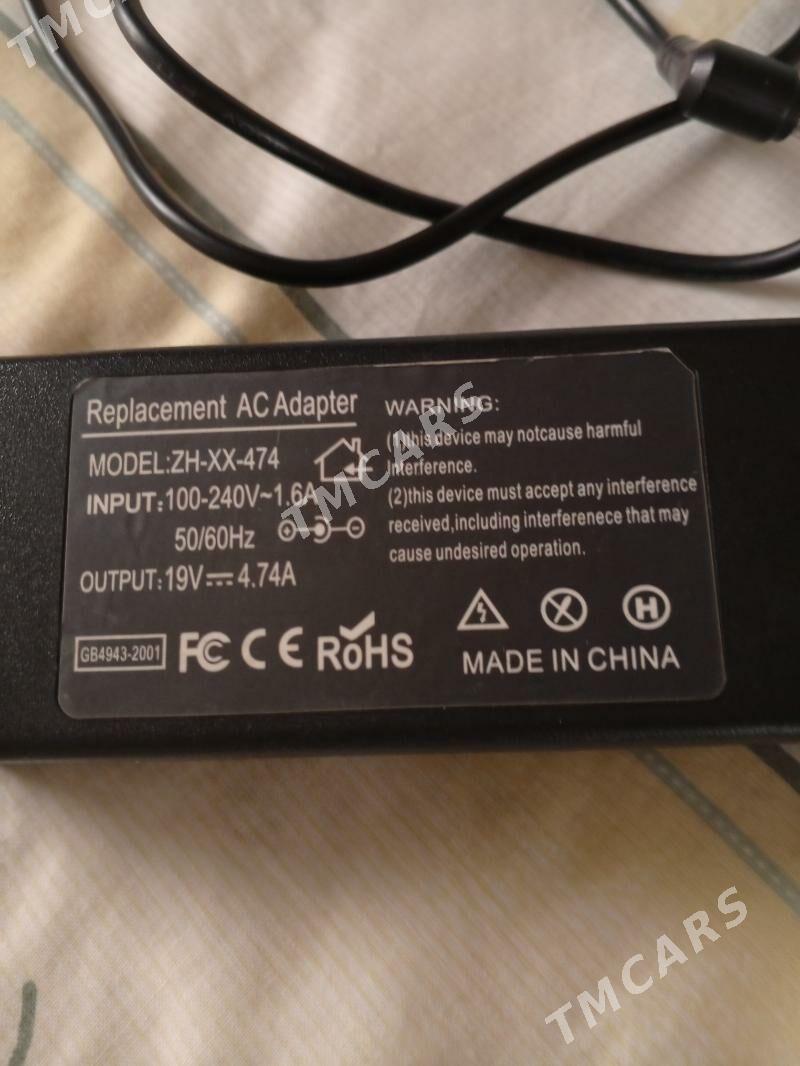 TMCARS
Replacement AC Adapter
MODEL:ZH-XX-474
INPUT:100-240V~1.6A
50/60Hz
OUTPUT:19V⎓4.74A
GB4943-2001 FC CE RoHS
WARNING:
(1)this device may notcause harmful
Interference.
(2)this device must accept any interference
received,including interferenece that may
cause undesired operation.
H
MADE IN CHINA
TMCARS
TMCARS